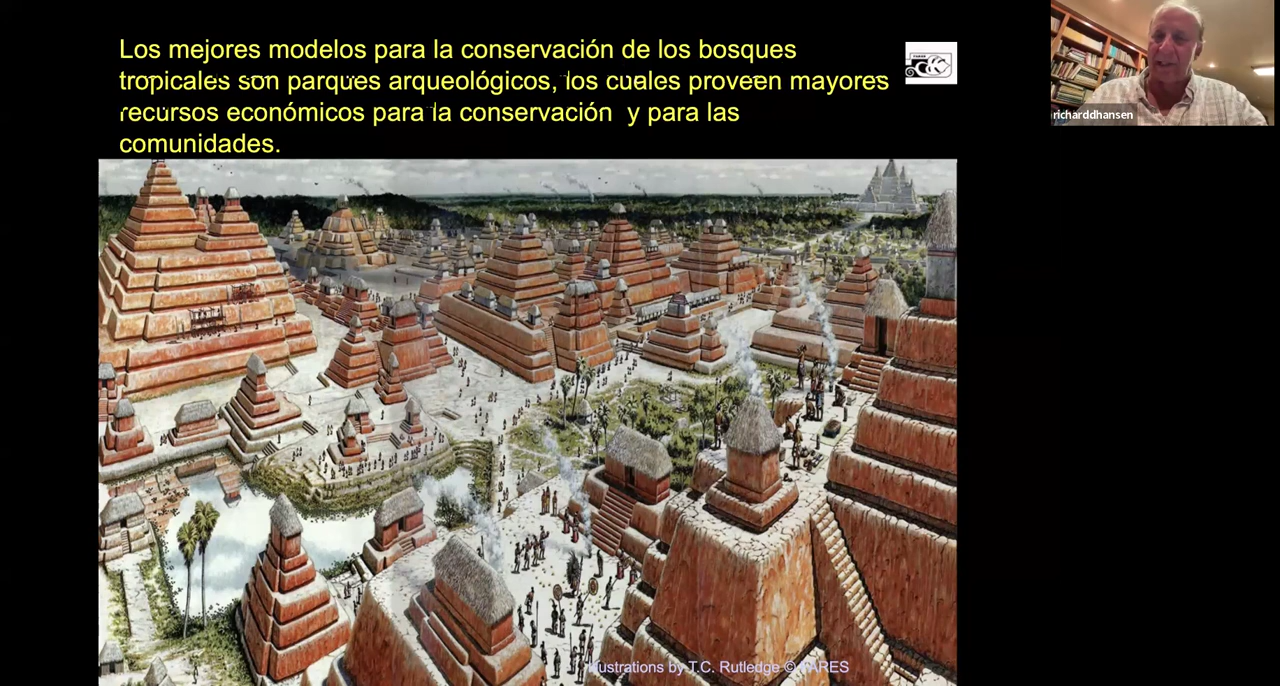 Los mejores modelos para la conservación de los bosques
tropicales son parques arqueológicos, los cuales proveen mayores
recursos económicos para la conservación y para las
comunidades.
richarddhansen
Illustrations by T.C. Rutledge © FARES